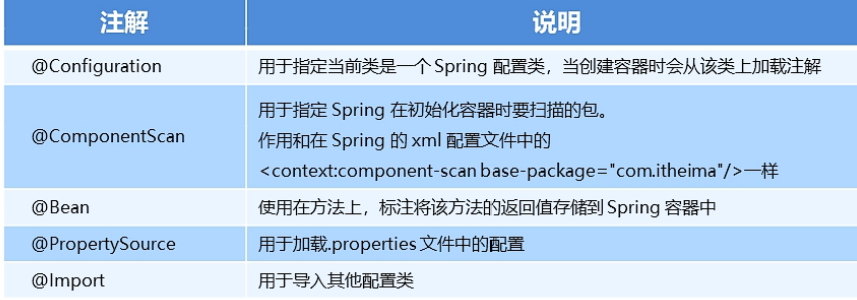 注解 说明
@Configuration 用于指定当前类是一个 Spring 配置类，当创建容器时会从该类上加载注解
@ComponentScan 用于指定 Spring 在初始化容器时要扫描的包。
作用和在 Spring 的 xml 配置文件中的
<context:component-scan base-package="com.itheima"/>一样
@Bean 使用在方法上，标注将该方法的返回值存储到 Spring 容器中
@PropertySource 用于加载.properties 文件中的配置
@Import 用于导入其他配置类